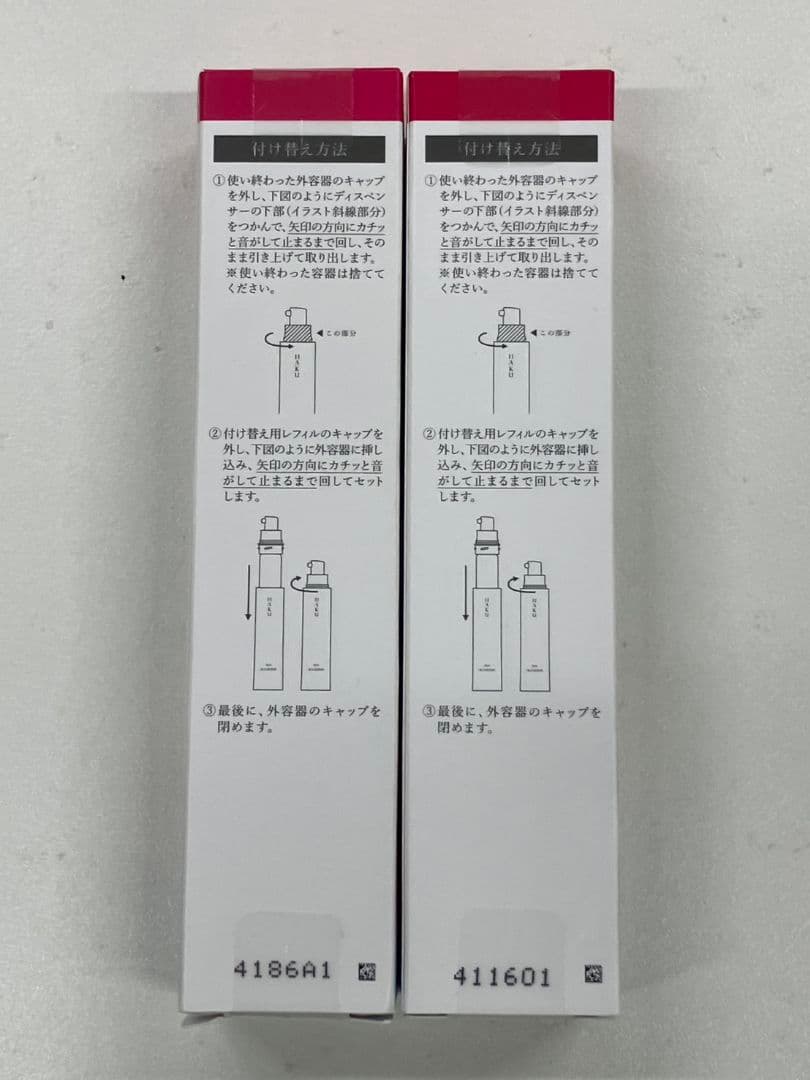 付け替え方法
①使い終わった外容器のキャップ
を外し、下図のようにディスペン
サーの下部（イラスト斜線部分）
をつかんで、矢印の方向にカチッ
と音がして止まるまで回し、その
まま引き上げて取り出します。
※使い終わった容器は捨てて
ください。
◀この部分
HAKU
②付け替え用レフィルのキャップを
外し、下図のように外容器に挿し
込み、矢印の方向にカチッと音
がして止まるまで回してセット
します。
HAKU
HAKU
③最後に、外容器のキャップを
閉めます。
4186A1
付け替え方法
①使い終わった外容器のキャップ
を外し、下図のようにディスペン
サーの下部（イラスト斜線部分）
をつかんで、矢印の方向にカチッ
と音がして止まるまで回し、その
まま引き上げて取り出します。
※使い終わった容器は捨てて
ください。
◀この部分
HAKU
②付け替え用レフィルのキャップを
外し、下図のように外容器に挿し
込み、矢印の方向にカチッと音
がして止まるまで回してセット
します。
HAKU
HAKU
③最後に、外容器のキャップを
閉めます。
411601